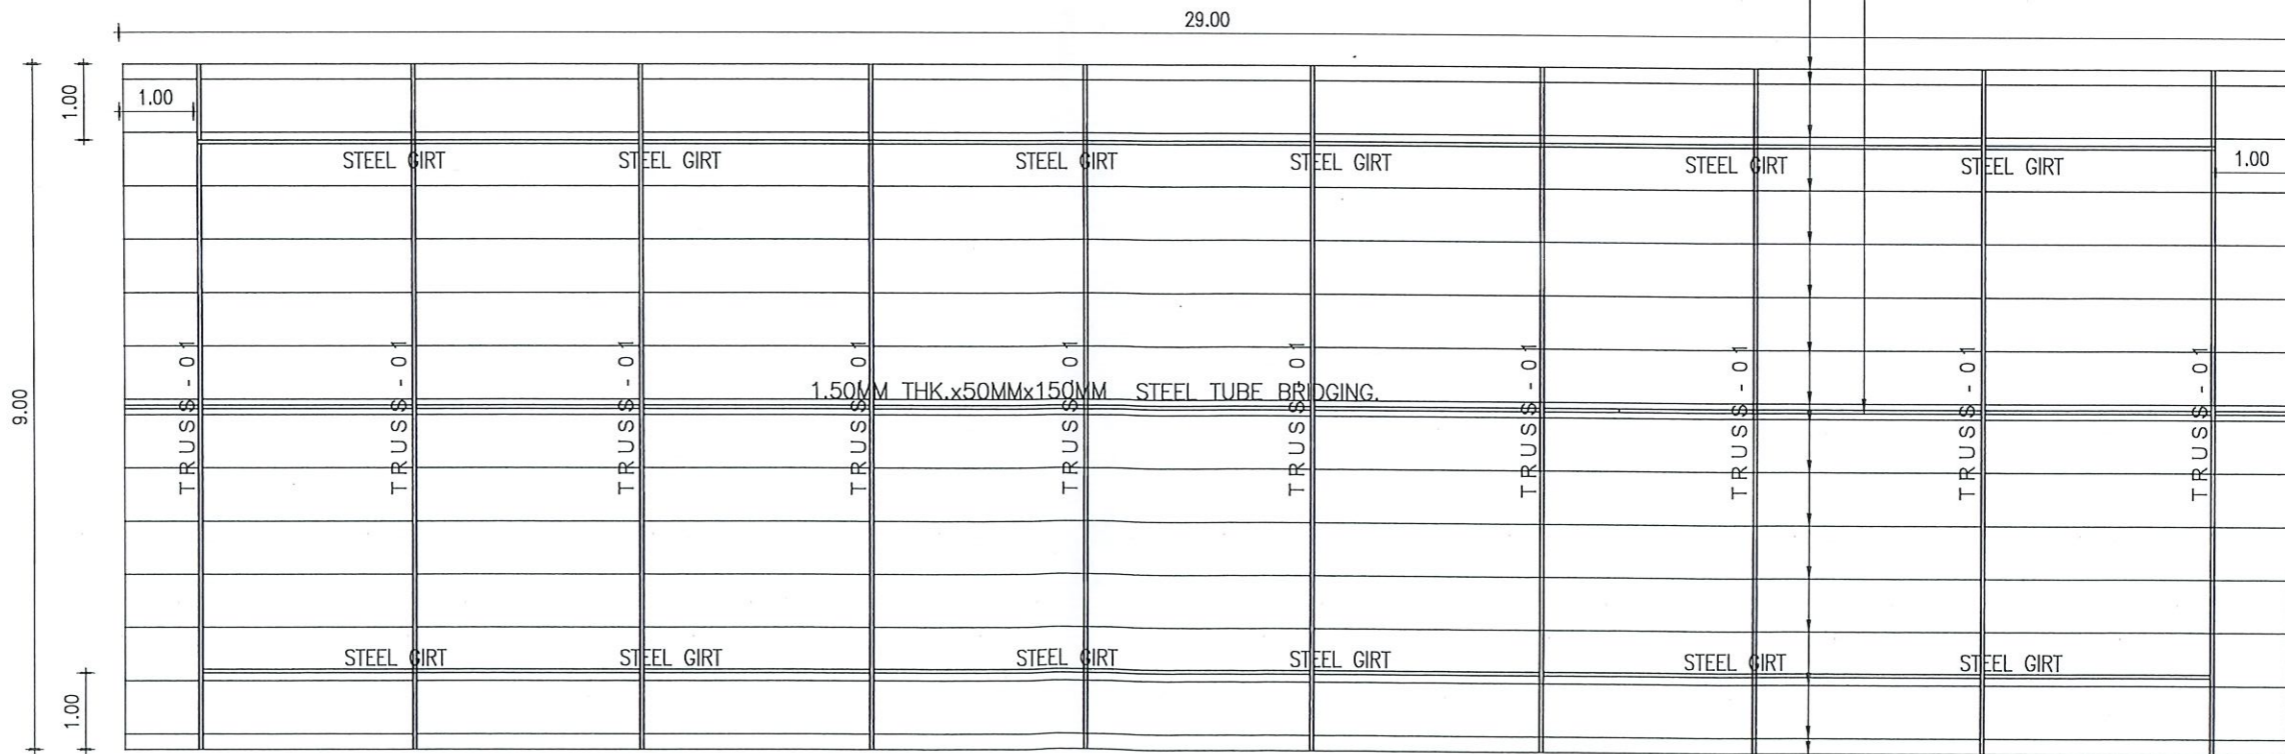 29.00
1.00
1.00
STEEL GIRT
STEEL GIRT
STEEL GIRT
STEEL GIRT
STEEL GIRT
STEEL GIRT
1.00
9.00
TRUSS-01
TRUSS-01
TRUSS-01
TRUSS-01
TRUSS-01
TRUSS-01
TRUSS-01
TRUSS-01
TRUSS-01
TRUSS-01
1.50MM THK.x50MMx150MM STEEL TUBE BRIDGING.
STEEL GIRT
STEEL GIRT
STEEL GIRT
STEEL GIRT
STEEL GIRT
STEEL GIRT
1.00